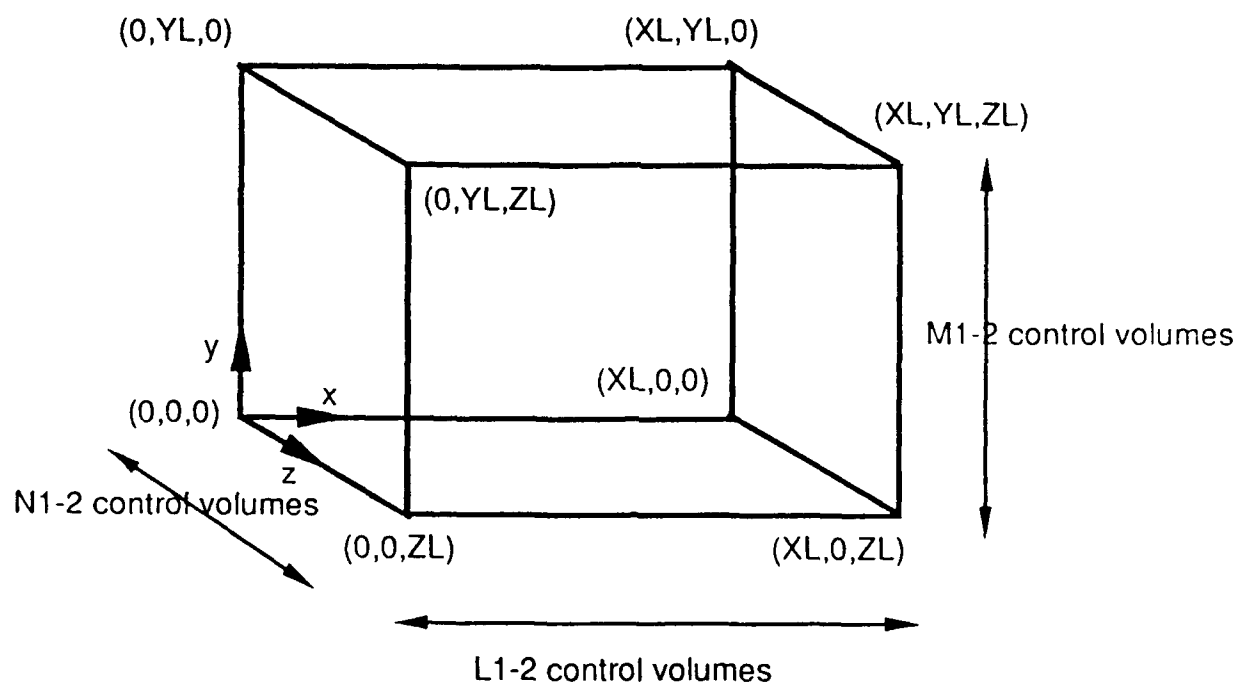 (0,YL,0)
(XL,YL,0)
(XL,YL,ZL)
(0,YL,ZL)
M1-2 control volumes
y
(XL,0,0)
x
(0,0,0)
z
N1-2 control volumes
(0,0,ZL)
(XL,0,ZL)
L1-2 control volumes